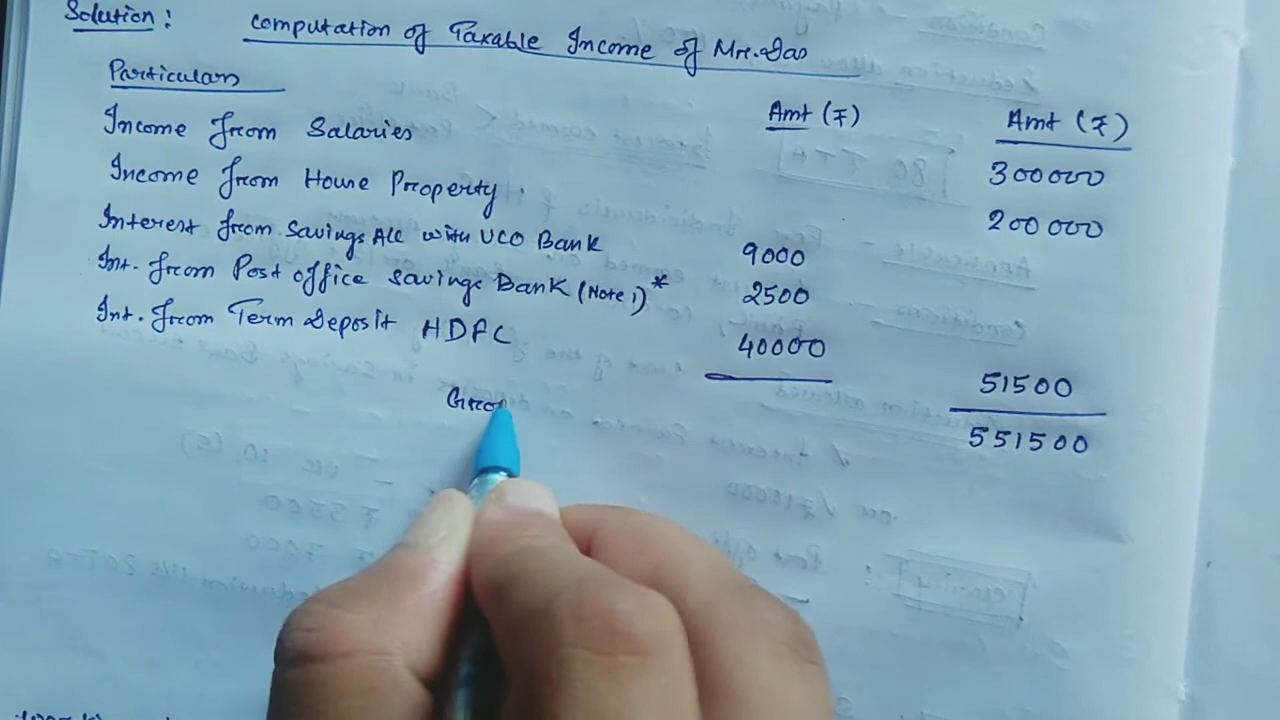 Solution: Computation of Taxable Income of Mr. Das
Particulars Amt (₹) Amt (₹)
Income from Salaries 300000
Income from House Property 200000
Interest from Savings A/c with UCO Bank 9000
Int. from Post office Savings Bank (Note 1)* 2500
Int. from Term Deposit HDFC 40000
51500
Gro 551500